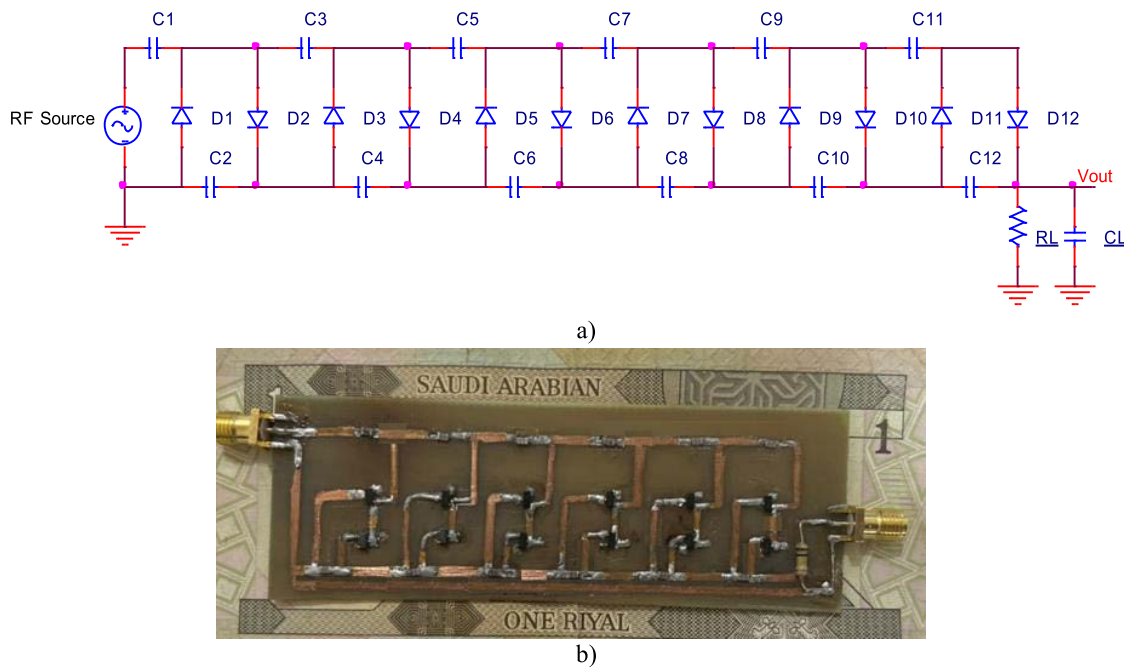 C1 C3 C5 C7 C9 C11
RF Source
D1 D2 D3 D4 D5 D6 D7 D8 D9 D10 D11 D12
C2 C4 C6 C8 C10 C12
Vout
RL CL
a)
SAUDI ARABIAN
1
1
ONE RIYAL
b)